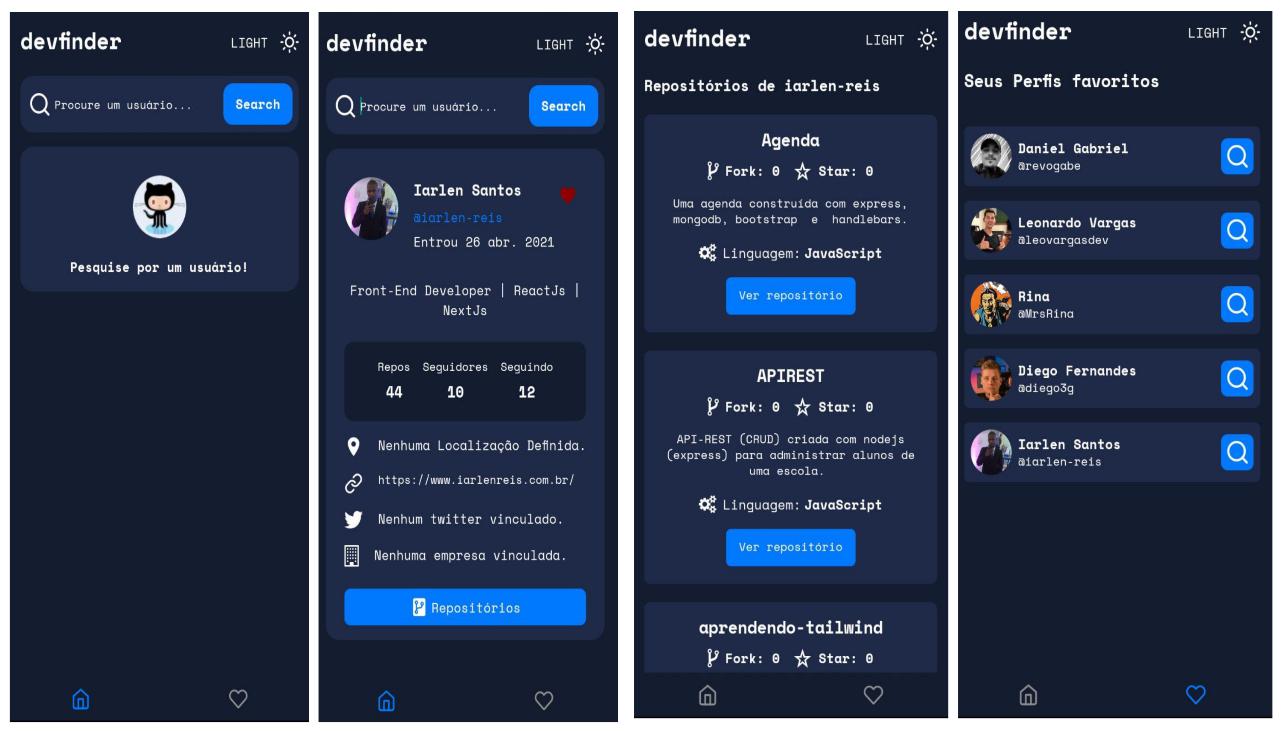 devfinder
LIGHT
Procure um usuário...
Search
Pesquise por um usuário!
devfinder
LIGHT
Procure um usuário...
Search
Iarlen Santos
@iarlen-reis
Entrou 26 abr. 2021
Front-End Developer | ReactJs |
NextJs
Repos Seguidores Seguindo
44 10 12
Nenhuma Localização Definida.
https://www.iarlenreis.com.br/
Nenhum twitter vinculado.
Nenhuma empresa vinculada.
Repositórios
devfinder
LIGHT
Repositórios de iarlen-reis
Agenda
Fork: 0 Star: 0
Uma agenda construída com express,
mongodb, bootstrap e handlebars.
Linguagem: JavaScript
Ver repositório
APIREST
Fork: 0 Star: 0
API-REST (CRUD) criada com nodejs
(express) para administrar alunos de
uma escola.
Linguagem: JavaScript
Ver repositório
aprendendo-tailwind
Fork: 0 Star: 0
devfinder
LIGHT
Seus Perfis favoritos
Daniel Gabriel
@revogabe
Leonardo Vargas
@leovargasdev
Rina
@MrsRina
Diego Fernandes
@diego3g
Iarlen Santos
@iarlen-reis